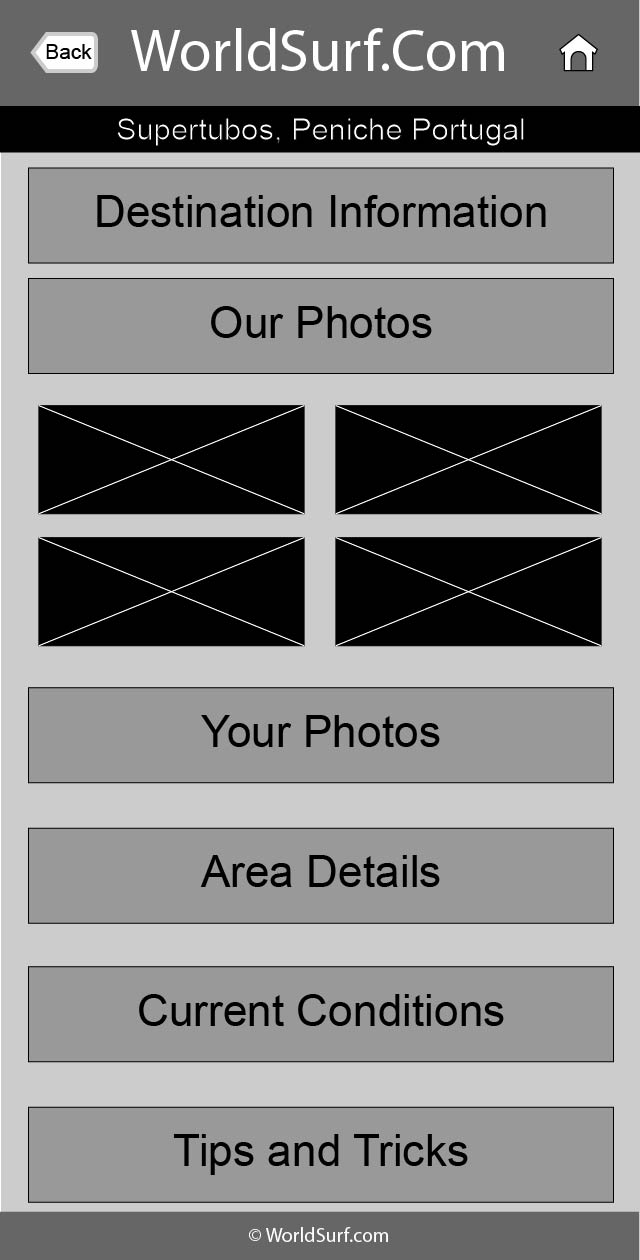 Back
WorldSurf.Com
Supertubos, Peniche Portugal
Destination Information
Our Photos
Your Photos
Area Details
Current Conditions
Tips and Tricks
© WorldSurf.com